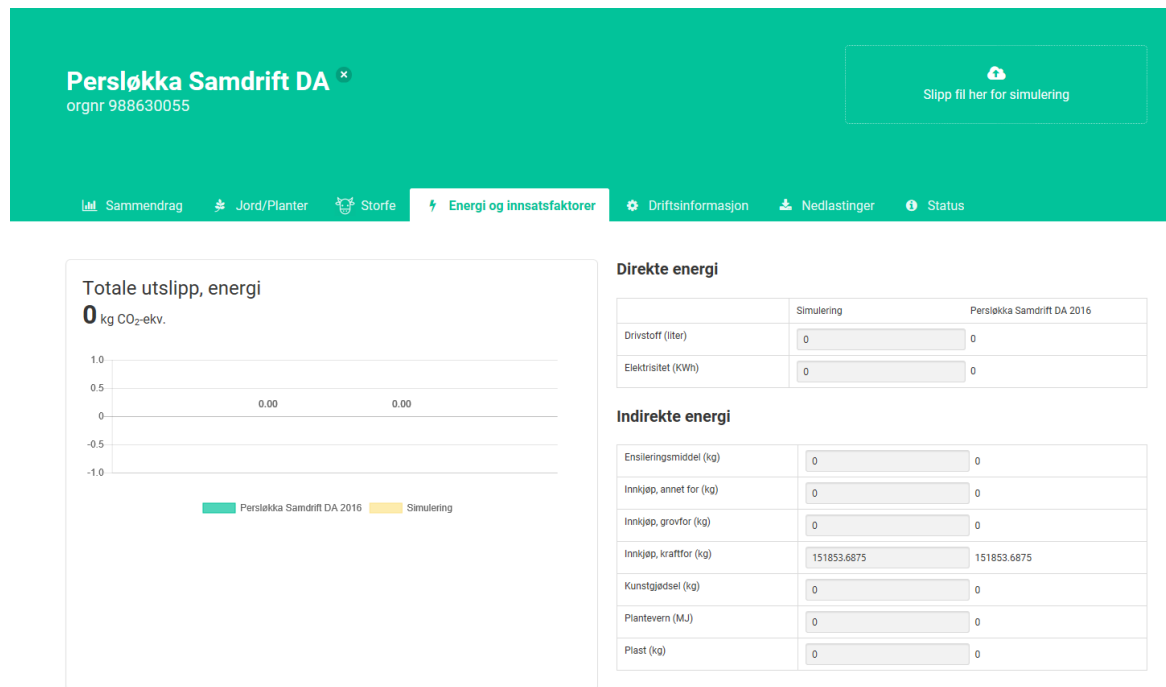 Persløkka Samdrift DA
orgnr 988630055
Slipp fil her for simulering
Sammendrag Jord/Planter Storfe Energi og innsatsfaktorer Driftsinformasjon Nedlastinger Status
Totale utslipp, energi
0 kg CO₂-ekv.
1.0
0.5
0
-0.5
-1.0
0.00 0.00
Persløkka Samdrift DA 2016 Simulering
Direkte energi
Simulering Persløkka Samdrift DA 2016
Drivstoff (liter) 0 0
Elektrisitet (KWh) 0 0
Indirekte energi
Ensileringsmiddel (kg) 0 0
Innkjøp, annet for (kg) 0 0
Innkjøp, grovfor (kg) 0 0
Innkjøp, kraftfor (kg) 151853.6875 151853.6875
Kunstgjødsel (kg) 0 0
Plantevern (MJ) 0 0
Plast (kg) 0 0